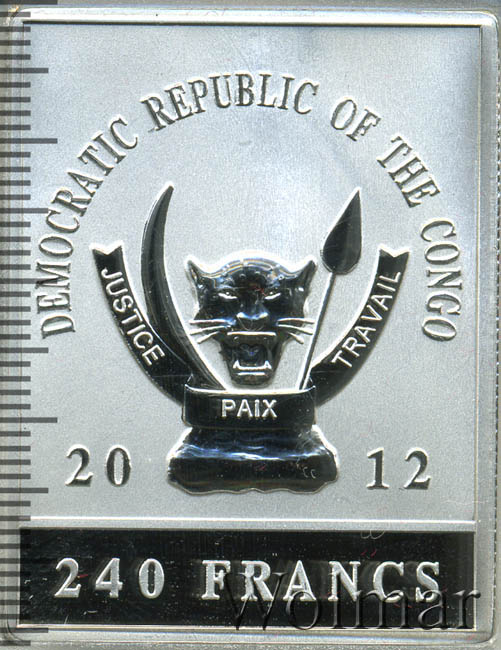 DEMOCRATIC REPUBLIC OF THE CONGO
JUSTICE
PAIX
TRAVAIL
20 12
240 FRANCS
Wolmar